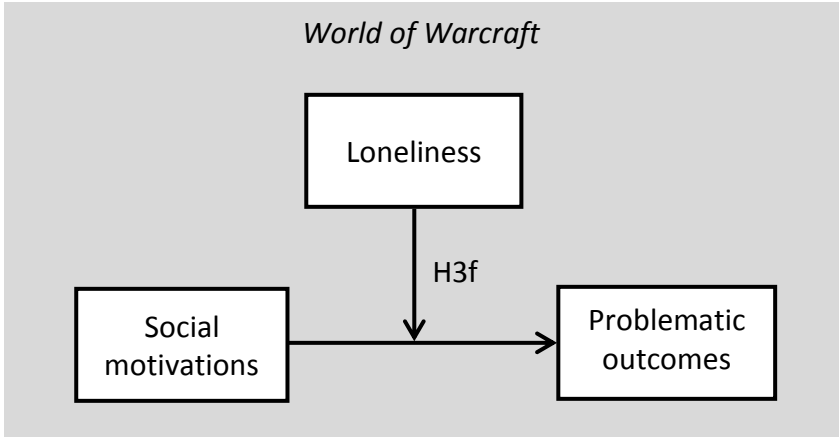 World of Warcraft
Loneliness
H3f
Social
motivations
Problematic
outcomes